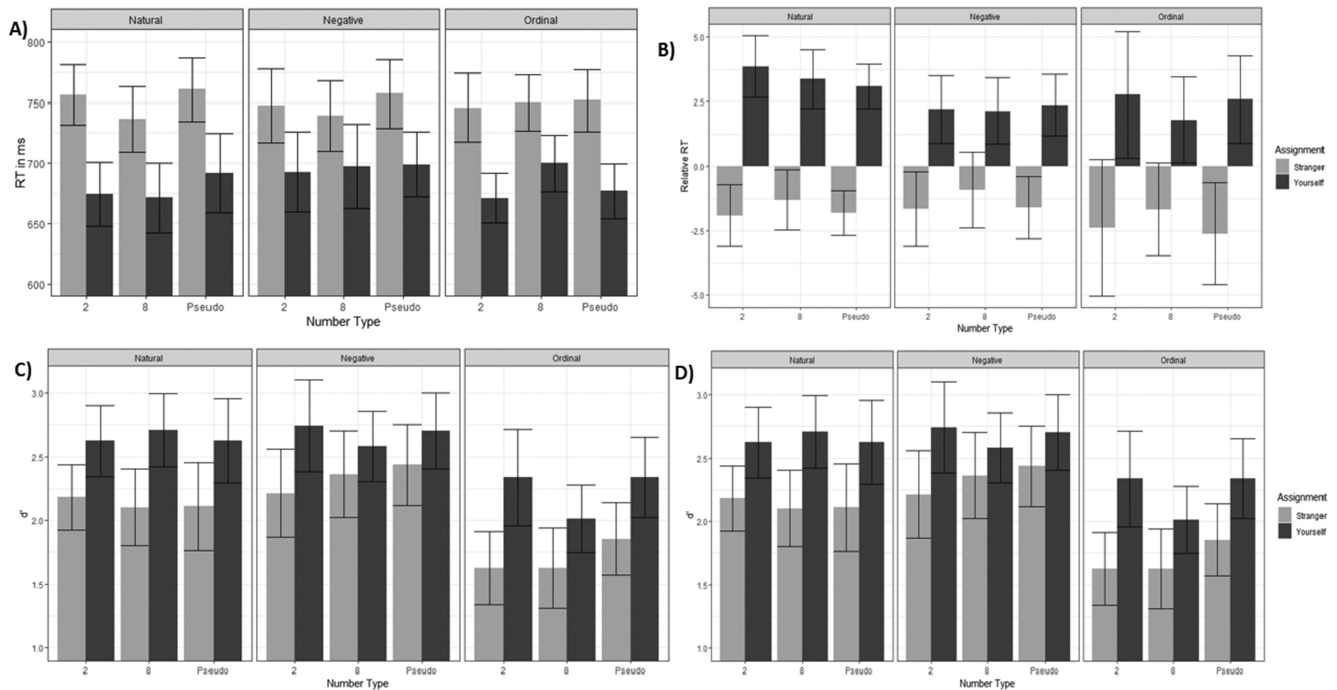 A)
Natural Negative Ordinal
800
750
700
650
600
RT in ms
2 8 Pseudo 2 8 Pseudo 2 8 Pseudo
Number Type
B)
Natural Negative Ordinal
5.0
2.5
0.0
-2.5
-5.0
Relative RT
2 8 Pseudo 2 8 Pseudo 2 8 Pseudo
Number Type
Assignment
Stranger
Yourself
C)
Natural Negative Ordinal
3.0
2.5
2.0
1.5
1.0
d'
2 8 Pseudo 2 8 Pseudo 2 8 Pseudo
Number Type
D)
Natural Negative Ordinal
3.0
2.5
2.0
1.5
1.0
d'
2 8 Pseudo 2 8 Pseudo 2 8 Pseudo
Number Type
Assignment
Stranger
Yourself